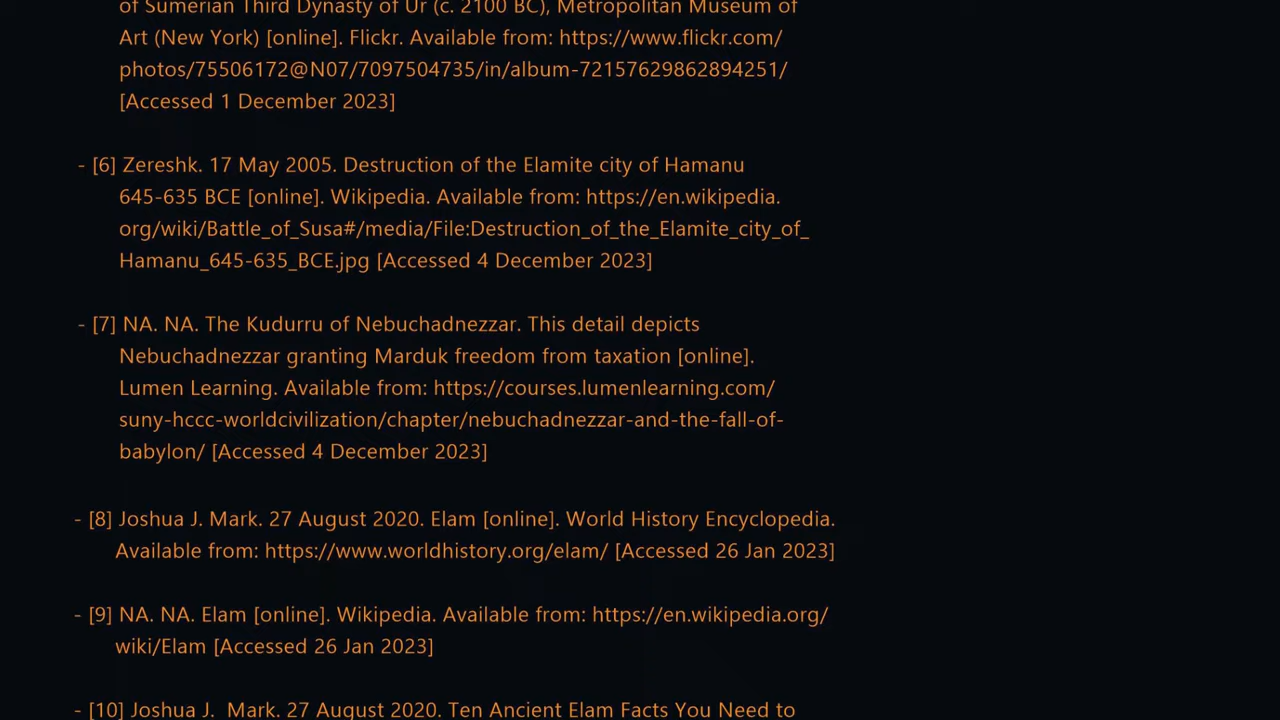 of Sumerian Third Dynasty of Ur (c. 2100 BC), Metropolitan Museum of
Art (New York) [online]. Flickr. Available from: https://www.flickr.com/
photos/75506172@N07/7097504735/in/album-72157629862894251/
[Accessed 1 December 2023]
- [6] Zereshk. 17 May 2005. Destruction of the Elamite city of Hamanu
645-635 BCE [online]. Wikipedia. Available from: https://en.wikipedia.
org/wiki/Battle_of_Susa#/media/File:Destruction_of_the_Elamite_city_of_
Hamanu_645-635_BCE.jpg [Accessed 4 December 2023]
- [7] NA. NA. The Kudurru of Nebuchadnezzar. This detail depicts
Nebuchadnezzar granting Marduk freedom from taxation [online].
Lumen Learning. Available from: https://courses.lumenlearning.com/
suny-hccc-worldcivilization/chapter/nebuchadnezzar-and-the-fall-of-
babylon/ [Accessed 4 December 2023]
- [8] Joshua J. Mark. 27 August 2020. Elam [online]. World History Encyclopedia.
Available from: https://www.worldhistory.org/elam/ [Accessed 26 Jan 2023]
- [9] NA. NA. Elam [online]. Wikipedia. Available from: https://en.wikipedia.org/
wiki/Elam [Accessed 26 Jan 2023]
- [10] Joshua J.  Mark. 27 August 2020. Ten Ancient Elam Facts You Need to